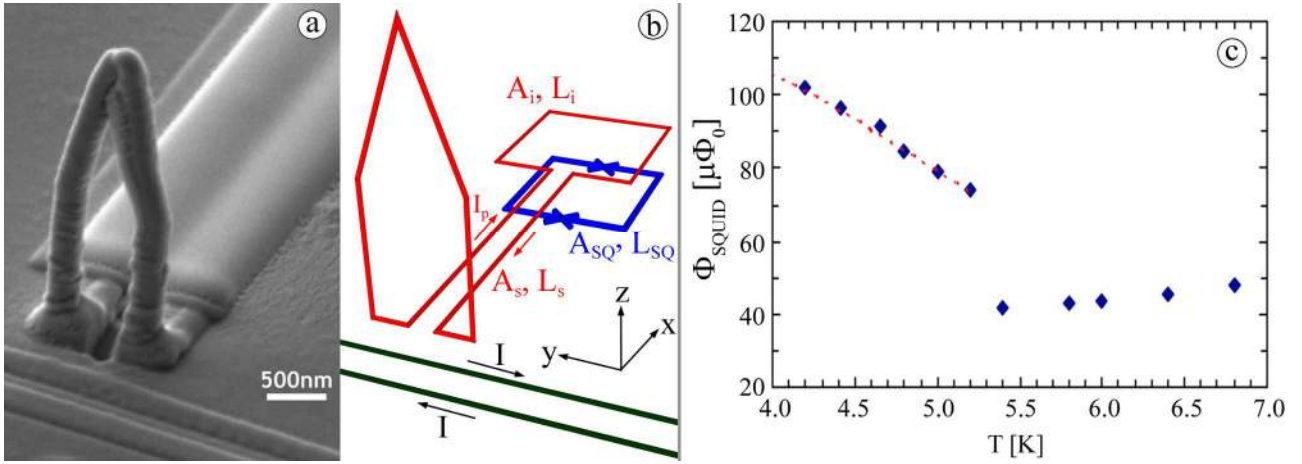 a
500nm
b
A_i, L_i
I_p
A_SQ, L_SQ
A_s, L_s
z
x
y
I
I
c
120
100
80
60
40
20
Φ_SQUID [μΦ_0]
4.0 4.5 5.0 5.5 6.0 6.5 7.0
T [K]